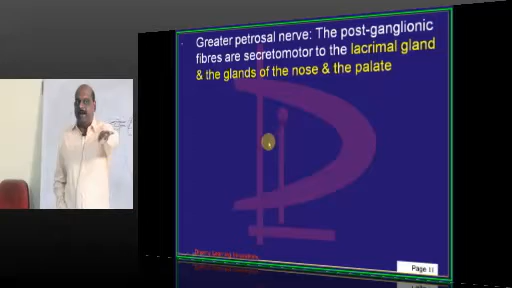 Greater petrosal nerve: The post-ganglionic
fibres are secretomotor to the lacrimal gland
& the glands of the nose & the palate
Page 11